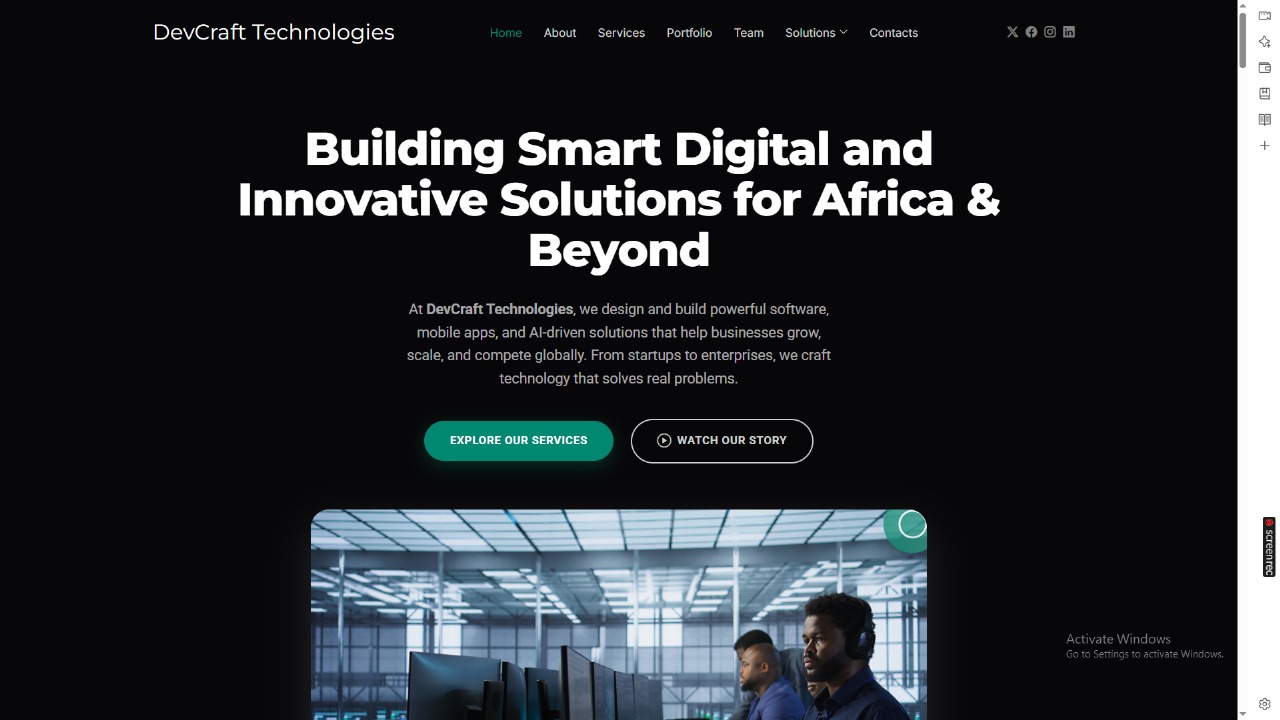 DevCraft Technologies
Home About Services Portfolio Team Solutions Contacts
Building Smart Digital and
Innovative Solutions for Africa &
Beyond
At DevCraft Technologies, we design and build powerful software,
mobile apps, and AI-driven solutions that help businesses grow,
scale, and compete globally. From startups to enterprises, we craft
technology that solves real problems.
EXPLORE OUR SERVICES
WATCH OUR STORY
screenrec
Activate Windows
Go to Settings to activate Windows.